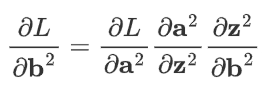 ∂L/∂b² = ∂L/∂a² ∂a²/∂z² ∂z²/∂b²